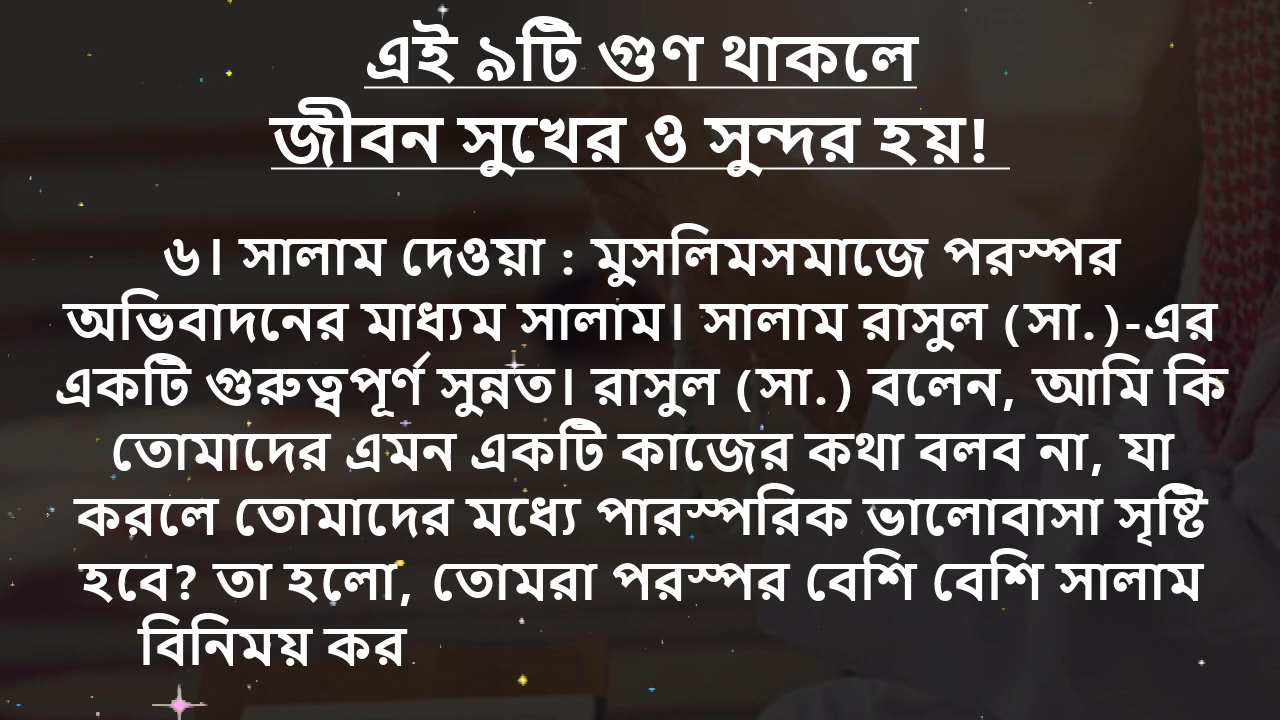 এই ৯টি গুণ থাকলে
জীবন সুখের ও সুন্দর হয়!
৬। সালাম দেওয়া : মুসলিমসমাজে পরস্পর
অভিবাদনের মাধ্যম সালাম। সালাম রাসুল (সা.)-এর
একটি গুরুত্বপূর্ণ সুন্নত। রাসুল (সা.) বলেন, আমি কি
তোমাদের এমন একটি কাজের কথা বলব না, যা
করলে তোমাদের মধ্যে পারস্পরিক ভালোবাসা সৃষ্টি
হবে? তা হলো, তোমরা পরস্পর বেশি বেশি সালাম
বিনিময় কর